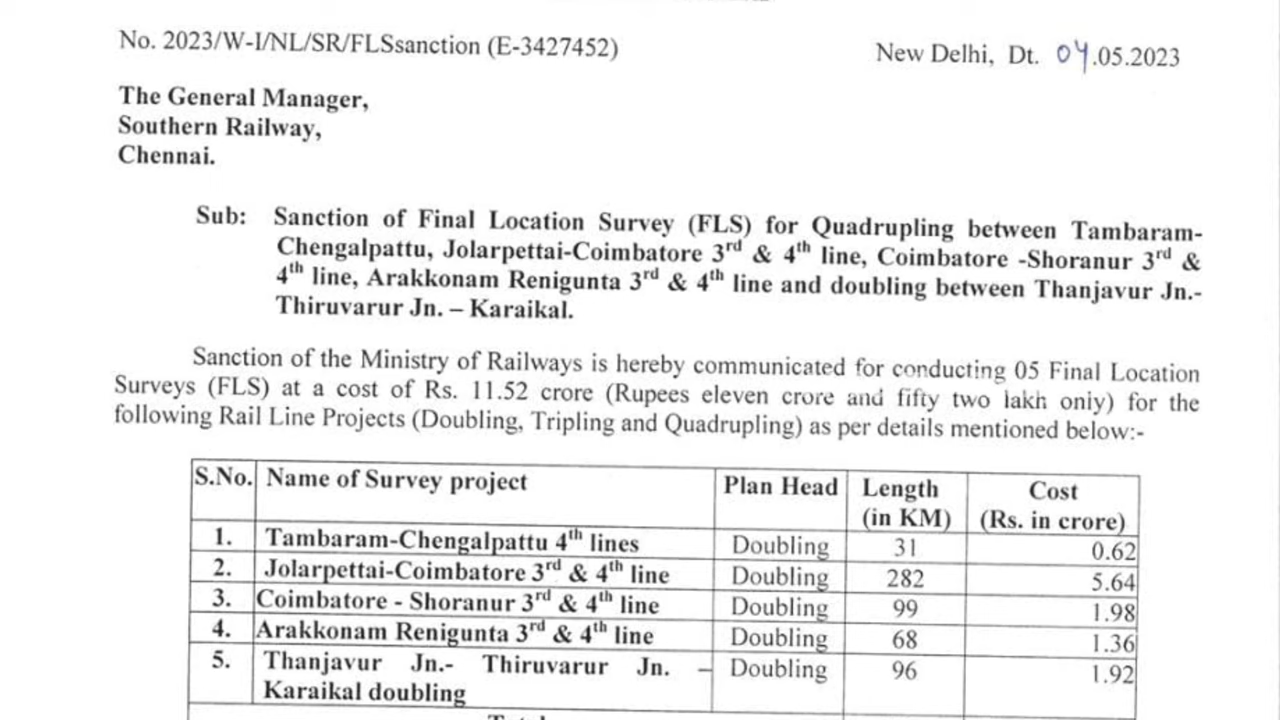 No. 2023/W-I/NL/SR/FLSsanction (E-3427452)
New Delhi, Dt. 04.05.2023
The General Manager,
Southern Railway,
Chennai.
Sub: Sanction of Final Location Survey (FLS) for Quadrupling between Tambaram-
Chengalpattu, Jolarpettai-Coimbatore 3rd & 4th line, Coimbatore -Shoranur 3rd &
4th line, Arakkonam Renigunta 3rd & 4th line and doubling between Thanjavur Jn.-
Thiruvarur Jn. – Karaikal.
Sanction of the Ministry of Railways is hereby communicated for conducting 05 Final Location
Surveys (FLS) at a cost of Rs. 11.52 crore (Rupees eleven crore and fifty two lakh only) for the
following Rail Line Projects (Doubling, Tripling and Quadrupling) as per details mentioned below:-
S.No. Name of Survey project Plan Head Length (in KM) Cost (Rs. in crore)
1. Tambaram-Chengalpattu 4th lines Doubling 31 0.62
2. Jolarpettai-Coimbatore 3rd & 4th line Doubling 282 5.64
3. Coimbatore - Shoranur 3rd & 4th line Doubling 99 1.98
4. Arakkonam Renigunta 3rd & 4th line Doubling 68 1.36
5. Thanjavur Jn.- Thiruvarur Jn. – Doubling 96 1.92
Karaikal doubling